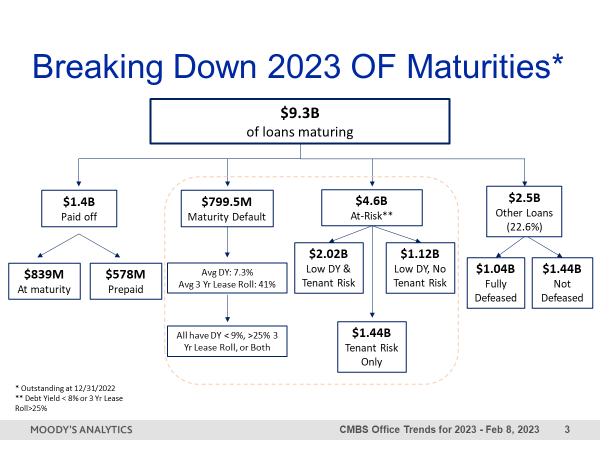 Breaking Down 2023 OF Maturities*
$9.3B
of loans maturing
$1.4B
Paid off
$799.5M
Maturity Default
$4.6B
At-Risk**
$2.5B
Other Loans
(22.6%)
$839M
At maturity
$578M
Prepaid
Avg DY: 7.3%
Avg 3 Yr Lease Roll: 41%
$2.02B
Low DY &
Tenant Risk
$1.12B
Low DY, No
Tenant Risk
$1.04B
Fully
Defeased
$1.44B
Not
Defeased
All have DY < 9%, >25% 3
Yr Lease Roll, or Both
$1.44B
Tenant Risk
Only
* Outstanding at 12/31/2022
** Debt Yield < 8% or 3 Yr Lease
Roll>25%
MOODY'S ANALYTICS
CMBS Office Trends for 2023 - Feb 8, 2023
3